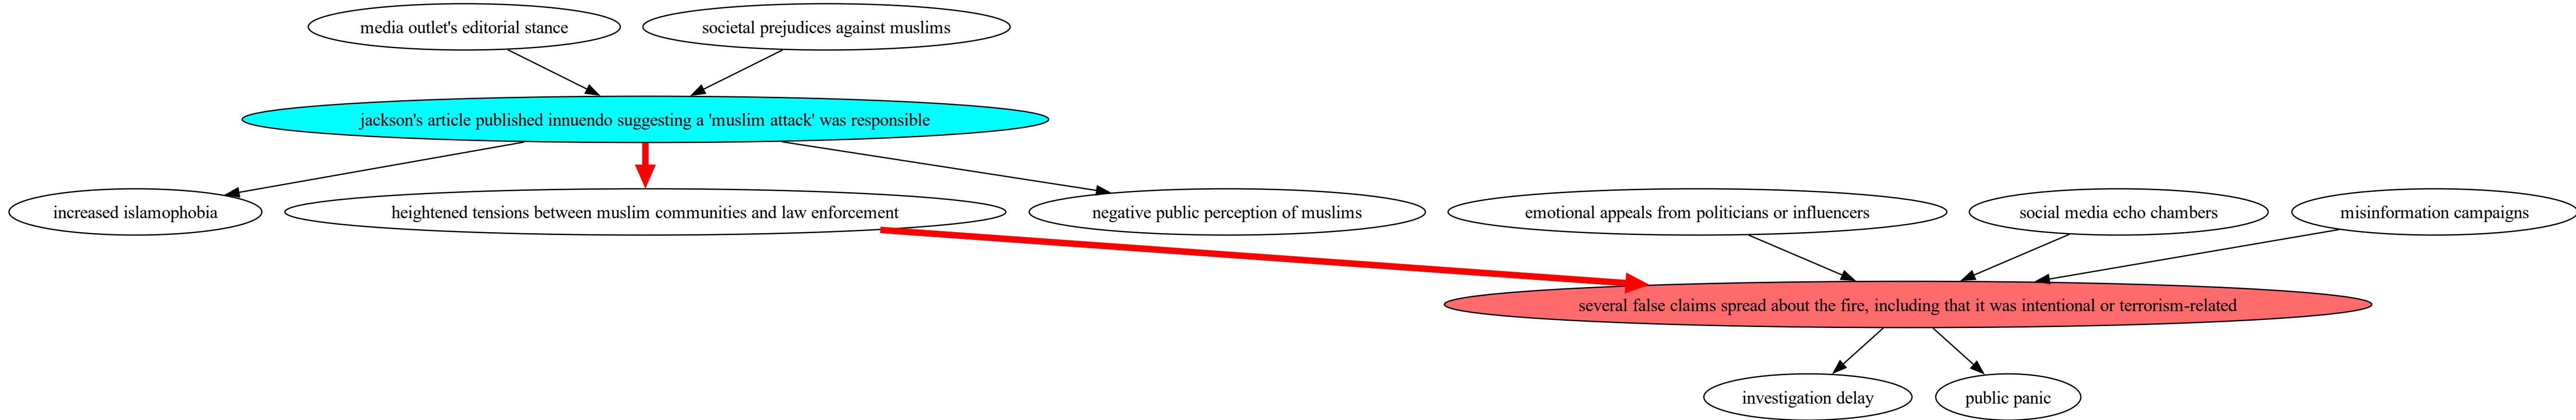 media outlet's editorial stance
societal prejudices against muslims
jackson's article published innuendo suggesting a 'muslim attack' was responsible
increased islamophobia
heightened tensions between muslim communities and law enforcement
negative public perception of muslims
emotional appeals from politicians or influencers
social media echo chambers
misinformation campaigns
several false claims spread about the fire, including that it was intentional or terrorism-related
investigation delay
public panic